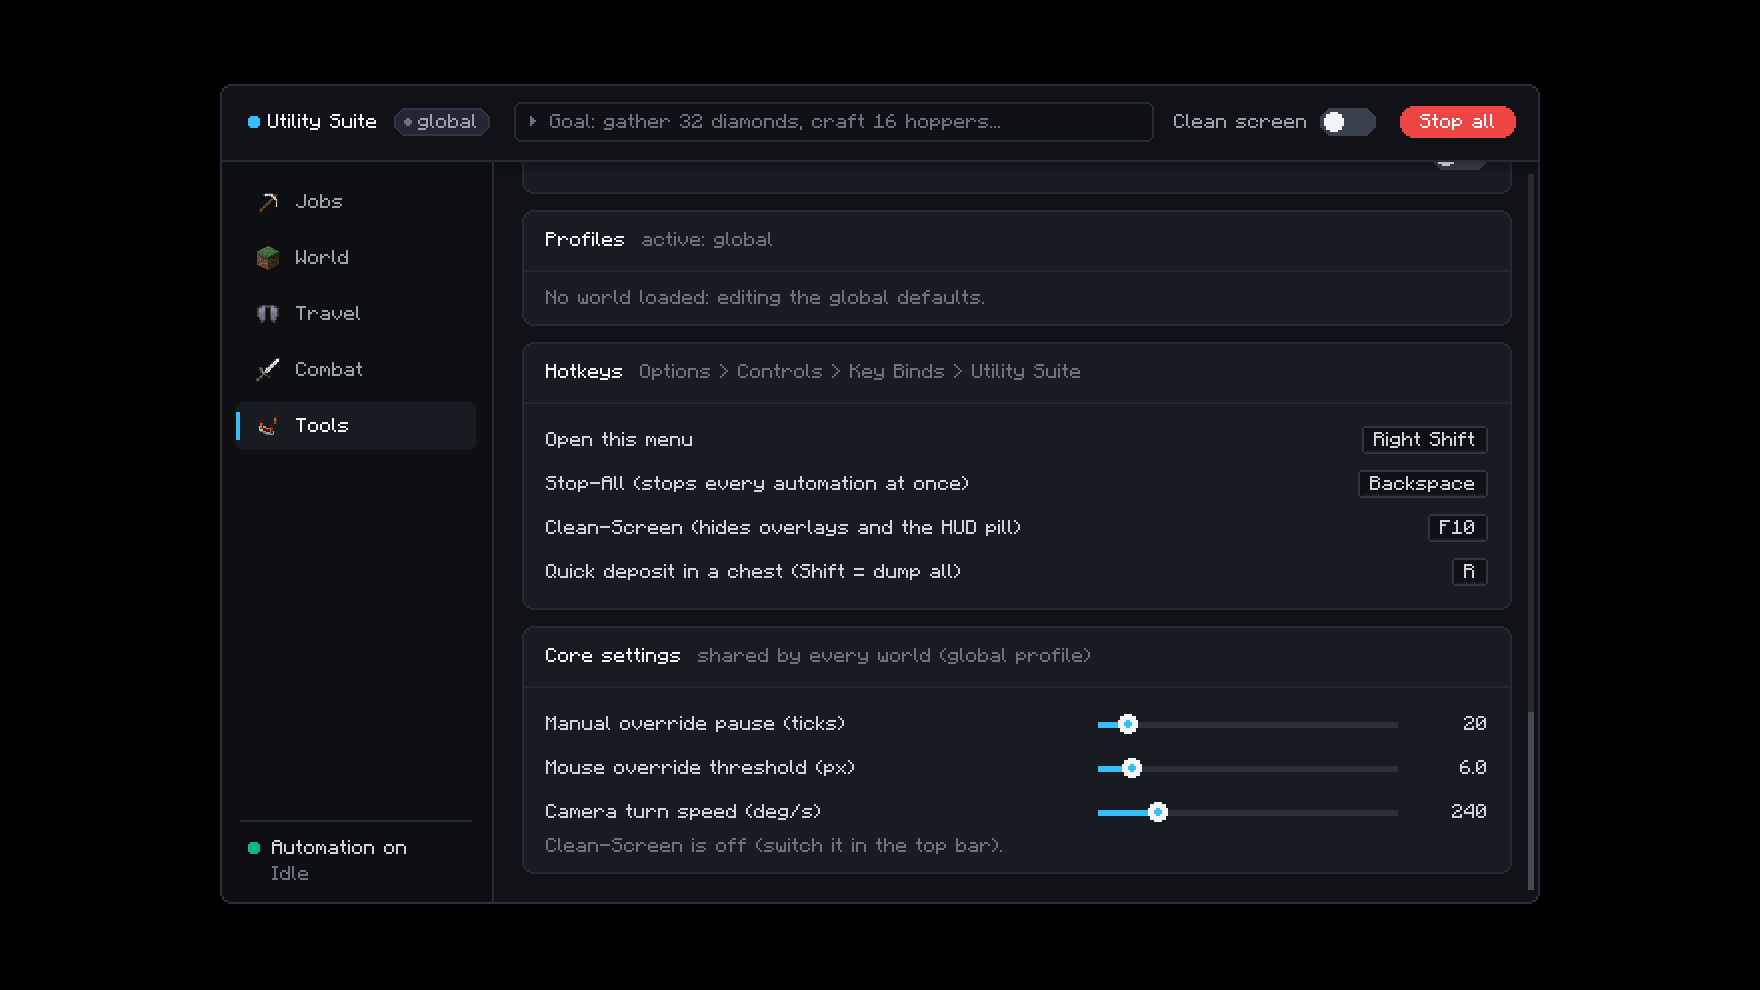 Utility Suite global Goal: gather 32 diamonds, craft 16 hoppers... Clean screen Stop all
Jobs
World
Travel
Combat
Tools
Automation on
Idle
Profiles active: global
No world loaded: editing the global defaults.
Hotkeys Options > Controls > Key Binds > Utility Suite
Open this menu Right Shift
Stop-All (stops every automation at once) Backspace
Clean-Screen (hides overlays and the HUD pill) F10
Quick deposit in a chest (Shift = dump all) R
Core settings shared by every world (global profile)
Manual override pause (ticks) 20
Mouse override threshold (px) 6.0
Camera turn speed (deg/s) 240
Clean-Screen is off (switch it in the top bar).